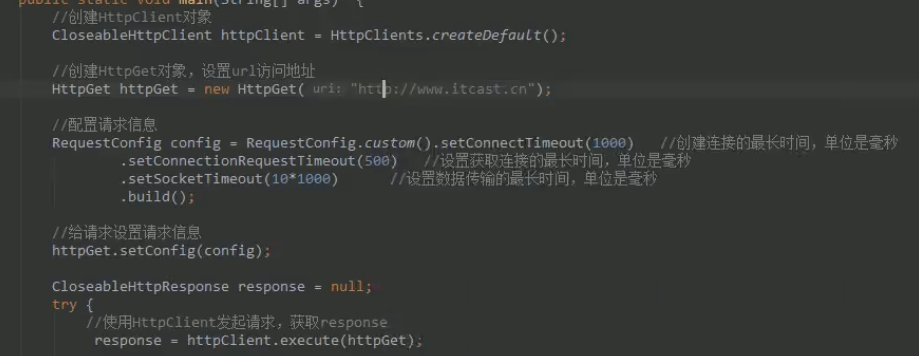 public static void main(String[] args) {
//创建HttpClient对象
CloseableHttpClient httpClient = HttpClients.createDefault();
//创建HttpGet对象，设置url访问地址
HttpGet httpGet = new HttpGet( uri: "http://www.itcast.cn");
//配置请求信息
RequestConfig config = RequestConfig.custom().setConnectTimeout(1000) //创建连接的最长时间，单位是毫秒
.setConnectionRequestTimeout(500) //设置获取连接的最长时间，单位是毫秒
.setSocketTimeout(10*1000) //设置数据传输的最长时间，单位是毫秒
.build();
//给请求设置请求信息
httpGet.setConfig(config);
CloseableHttpResponse response = null;
try {
//使用HttpClient发起请求，获取response
response = httpClient.execute(httpGet);